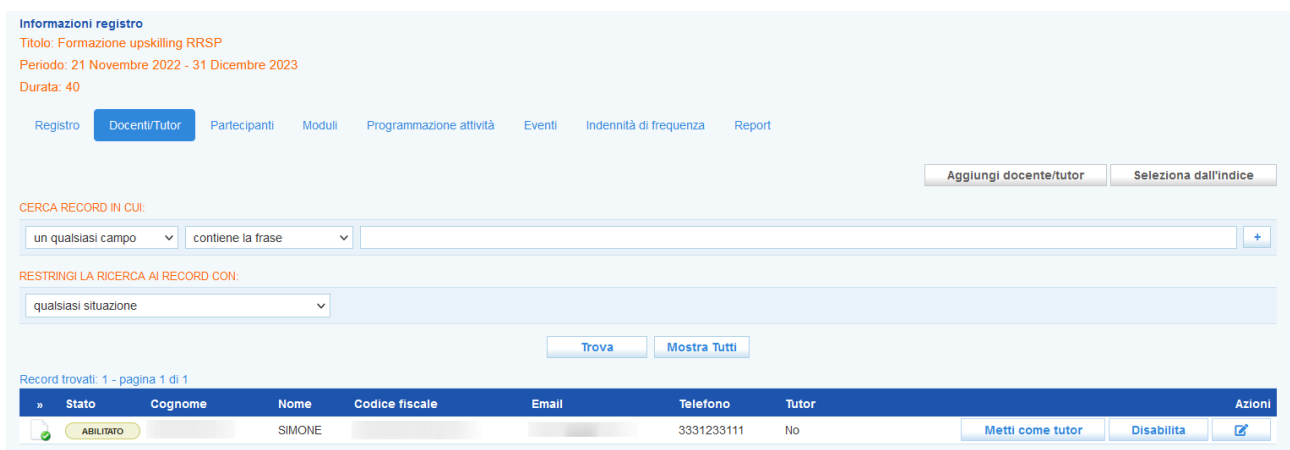 Informazioni registro
Titolo: Formazione upskilling RRSP
Periodo: 21 Novembre 2022 - 31 Dicembre 2023
Durata: 40
Registro Docenti/Tutor Partecipanti Moduli Programmazione attività Eventi Indennità di frequenza Report
Aggiungi docente/tutor Seleziona dall'indice
CERCA RECORD IN CUI:
un qualsiasi campo contiene la frase +
RESTRINGI LA RICERCA AI RECORD CON:
qualsiasi situazione
Trova Mostra Tutti
Record trovati: 1 - pagina 1 di 1
» Stato Cognome Nome Codice fiscale Email Telefono Tutor Azioni
ABILITATO SIMONE 3331233111 No Metti come tutor Disabilita